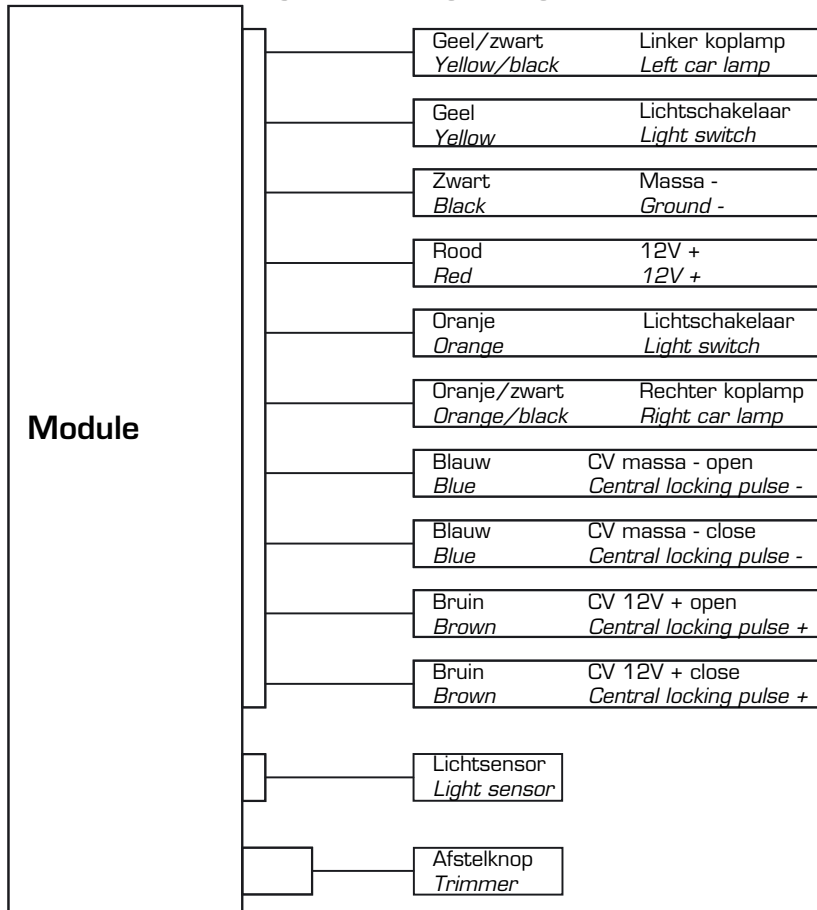 Geel/zwart Linker koplamp
Yellow/black Left car lamp
Geel Lichtschakelaar
Yellow Light switch
Zwart Massa -
Black Ground -
Rood 12V +
Red 12V +
Oranje Lichtschakelaar
Orange Light switch
Oranje/zwart Rechter koplamp
Orange/black Right car lamp
Module
Blauw CV massa - open
Blue Central locking pulse -
Blauw CV massa - close
Blue Central locking pulse -
Bruin CV 12V + open
Brown Central locking pulse +
Bruin CV 12V + close
Brown Central locking pulse +
Lichtsensor
Light sensor
Afstelknop
Trimmer